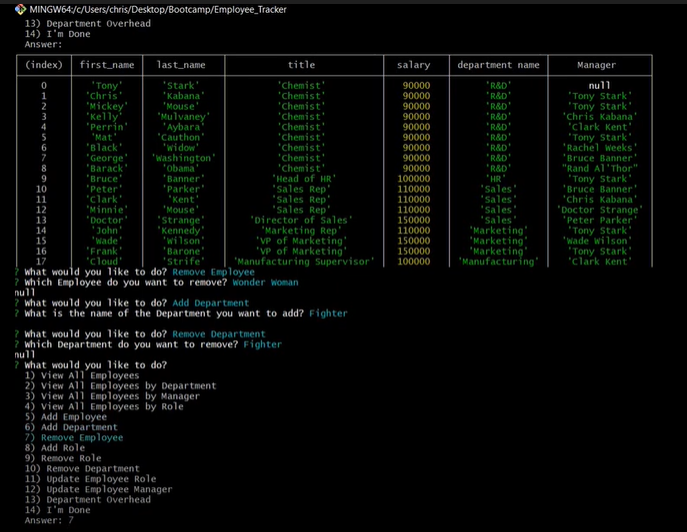 MINGW64:/c/Users/chris/Desktop/Bootcamp/Employee_Tracker
13) Department Overhead
14) I'm Done
Answer:
(index) first_name last_name title salary department name Manager
0 'Tony' 'Stark' 'Chemist' 90000 'R&D' null
1 'Chris' 'Kabana' 'Chemist' 90000 'R&D' 'Tony Stark'
2 'Mickey' 'Mouse' 'Chemist' 90000 'R&D' 'Tony Stark'
3 'Kelly' 'Mulvaney' 'Chemist' 90000 'R&D' 'Chris Kabana'
4 'Perrin' 'Aybara' 'Chemist' 90000 'R&D' 'Clark Kent'
5 'Mat' 'Cauthon' 'Chemist' 90000 'R&D' 'Tony Stark'
6 'Black' 'Widow' 'Chemist' 90000 'R&D' 'Rachel Weeks'
7 'George' 'Washington' 'Chemist' 90000 'R&D' 'Bruce Banner'
8 'Barack' 'Obama' 'Chemist' 90000 'R&D' "Rand Al'Thor"
9 'Bruce' 'Banner' 'Head of HR' 100000 'HR' 'Tony Stark'
10 'Peter' 'Parker' 'Sales Rep' 110000 'Sales' 'Bruce Banner'
11 'Clark' 'Kent' 'Sales Rep' 110000 'Sales' 'Chris Kabana'
12 'Minnie' 'Mouse' 'Sales Rep' 110000 'Sales' 'Doctor Strange'
13 'Doctor' 'Strange' 'Director of Sales' 150000 'Sales' 'Peter Parker'
14 'John' 'Kennedy' 'Marketing Rep' 110000 'Marketing' 'Tony Stark'
15 'Wade' 'Wilson' 'VP of Marketing' 150000 'Marketing' 'Wade Wilson'
16 'Frank' 'Barone' 'VP of Marketing' 150000 'Marketing' 'Tony Stark'
17 'Cloud' 'Strife' 'Manufacturing Supervisor' 100000 'Manufacturing' 'Clark Kent'
? What would you like to do? Remove Employee
? Which Employee do you want to remove? Wonder Woman
null
? What would you like to do? Add Department
? What is the name of the Department you want to add? Fighter
? What would you like to do? Remove Department
? Which Department do you want to remove? Fighter
null
? What would you like to do?
1) View All Employees
2) View All Employees by Department
3) View All Employees by Manager
4) View All Employees by Role
5) Add Employee
6) Add Department
7) Remove Employee
8) Add Role
9) Remove Role
10) Remove Department
11) Update Employee Role
12) Update Employee Manager
13) Department Overhead
14) I'm Done
Answer: 7